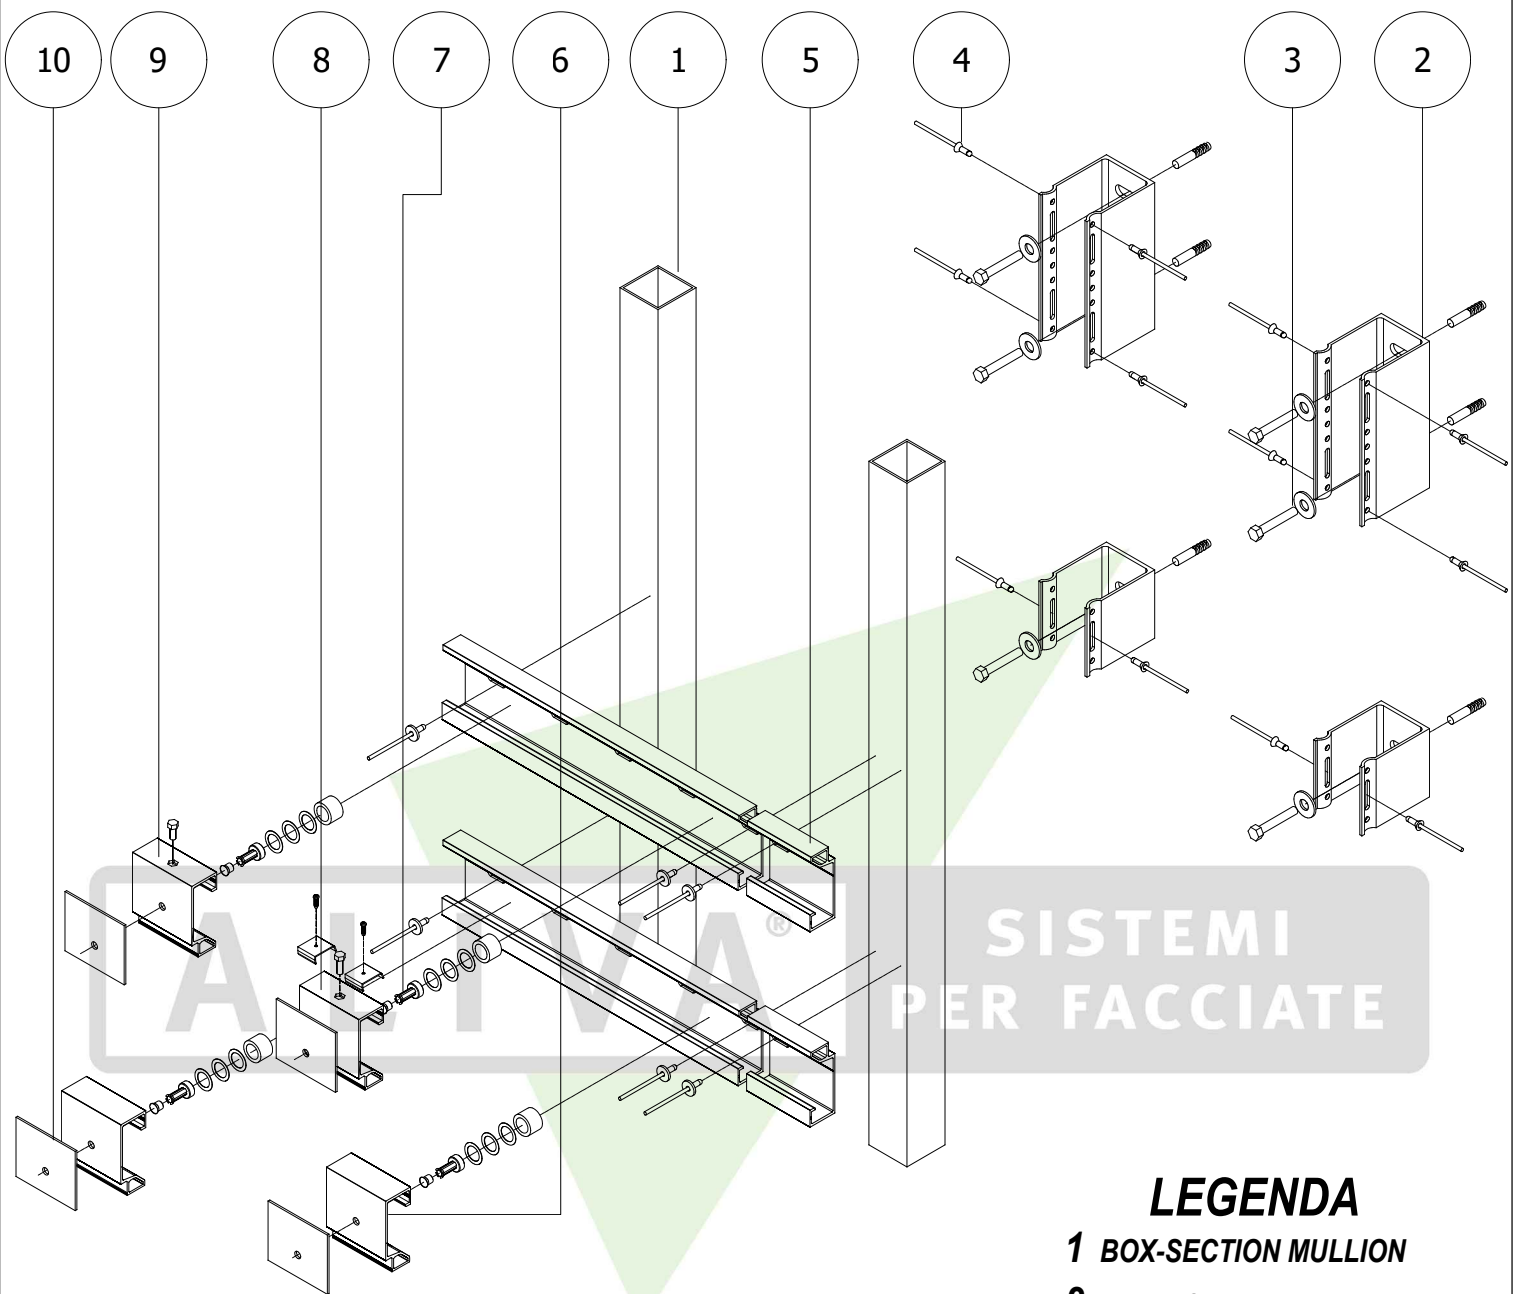 10 9 8 7 6 1 5 4 3 2
ALIVA®
SISTEMI
PER FACCIATE
LEGENDA
1 BOX-SECTION MULLION